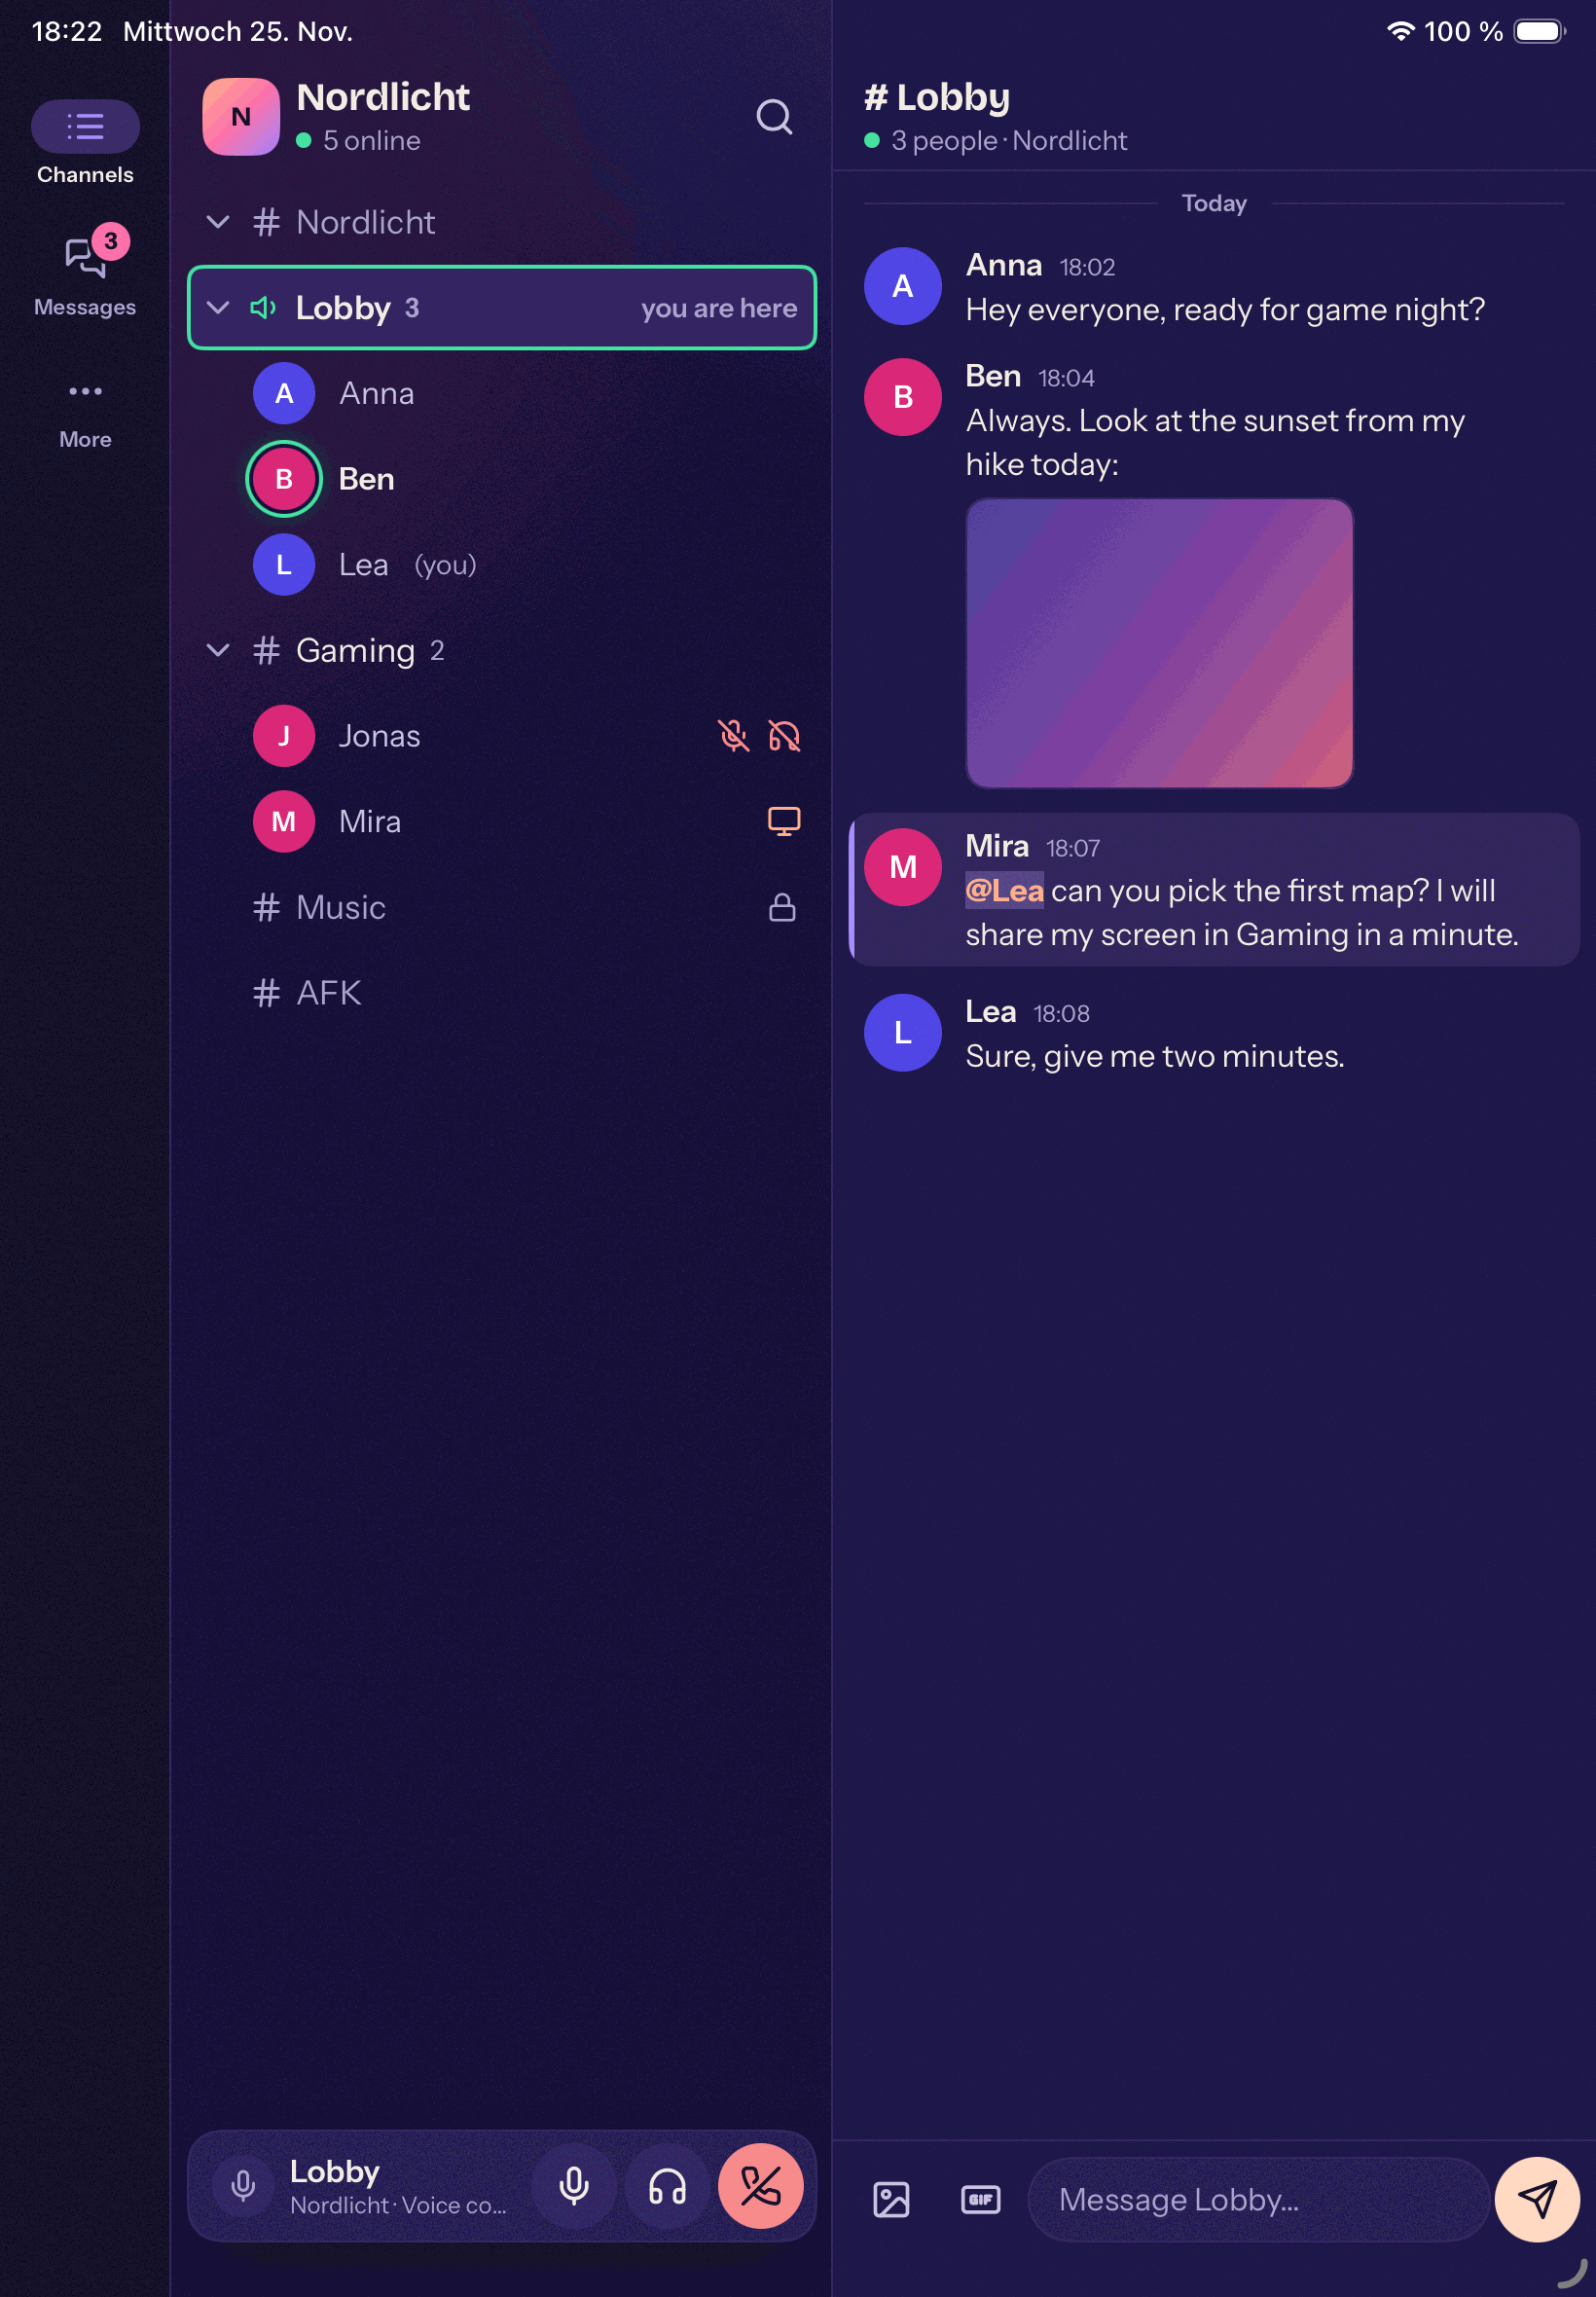 18:22 Mittwoch 25. Nov.
100 %
Channels
3
Messages
More
N
Nordlicht
5 online
# Nordlicht
Lobby 3 you are here
A Anna
B Ben
L Lea (you)
# Gaming 2
J Jonas
M Mira
# Music
# AFK
Lobby
Nordlicht · Voice co...
# Lobby
3 people · Nordlicht
Today
A
Anna 18:02
Hey everyone, ready for game night?
B
Ben 18:04
Always. Look at the sunset from my
hike today:
M
Mira 18:07
@Lea can you pick the first map? I will
share my screen in Gaming in a minute.
L
Lea 18:08
Sure, give me two minutes.
GIF
Message Lobby...